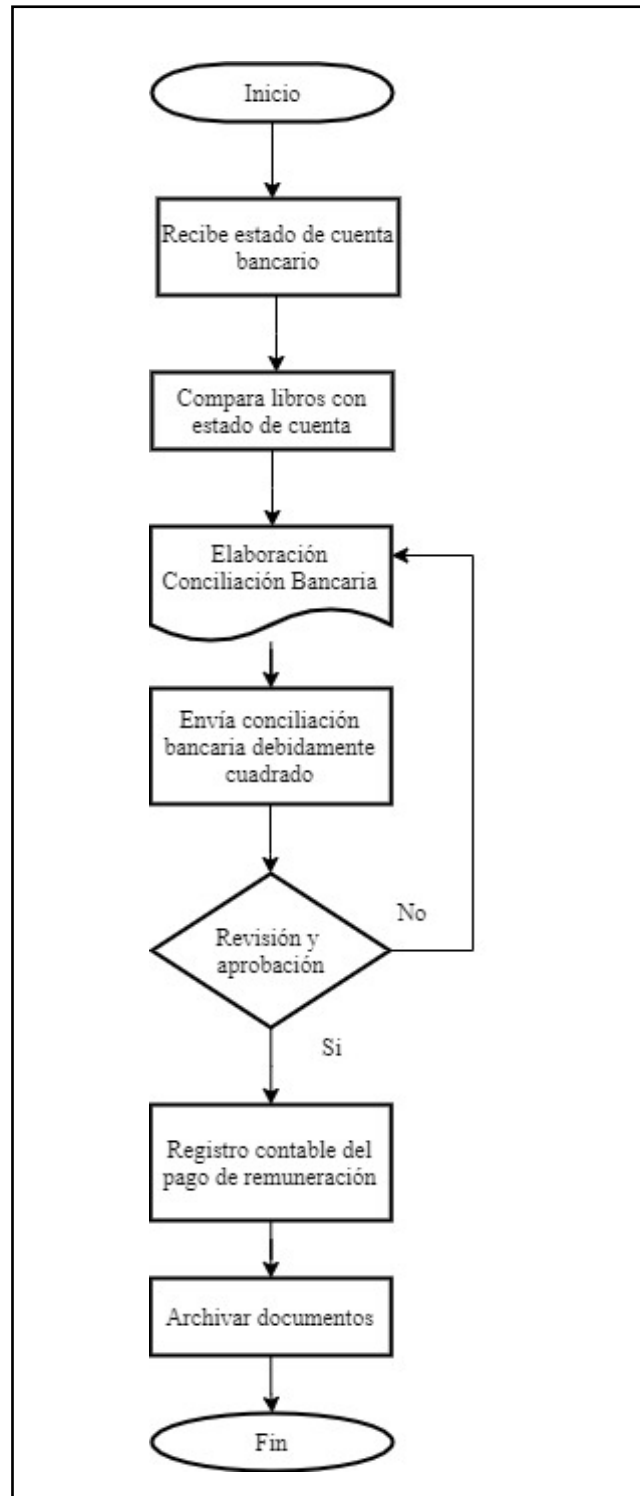 Inicio
Recibe estado de cuenta
bancario
Compara libros con
estado de cuenta
Elaboración
Conciliación Bancaria
Envía conciliación
bancaria debidamente
cuadrado
Revisión y
aprobación
No
Si
Registro contable del
pago de remuneración
Archivar documentos
Fin